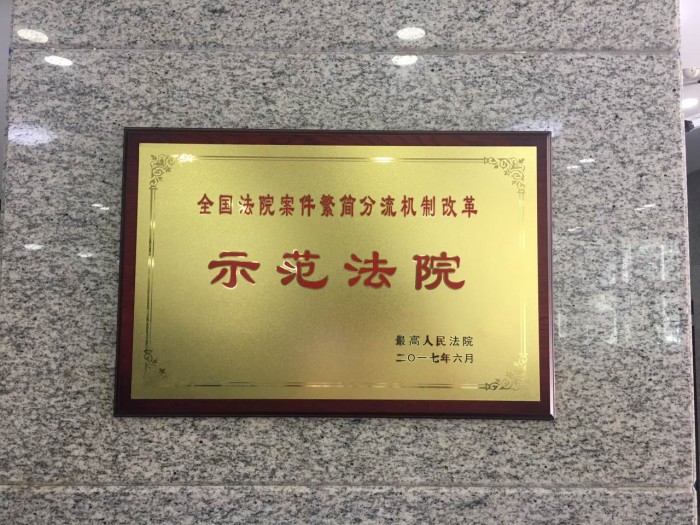 全国法院案件繁简分流机制改革
示范法院
最高人民法院
二〇一七年六月